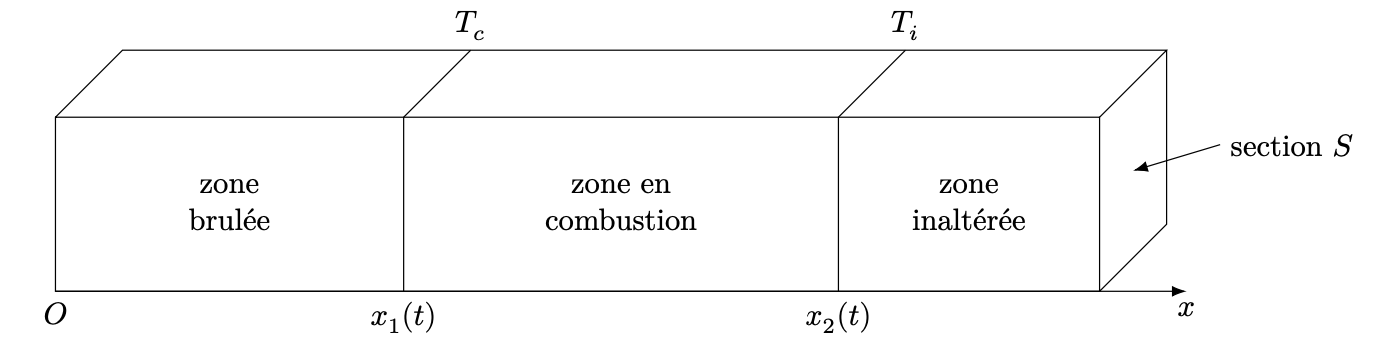 T_c
T_i
section S
zone
brulée
zone en
combustion
zone
inaltérée
O
x_1(t)
x_2(t)
x